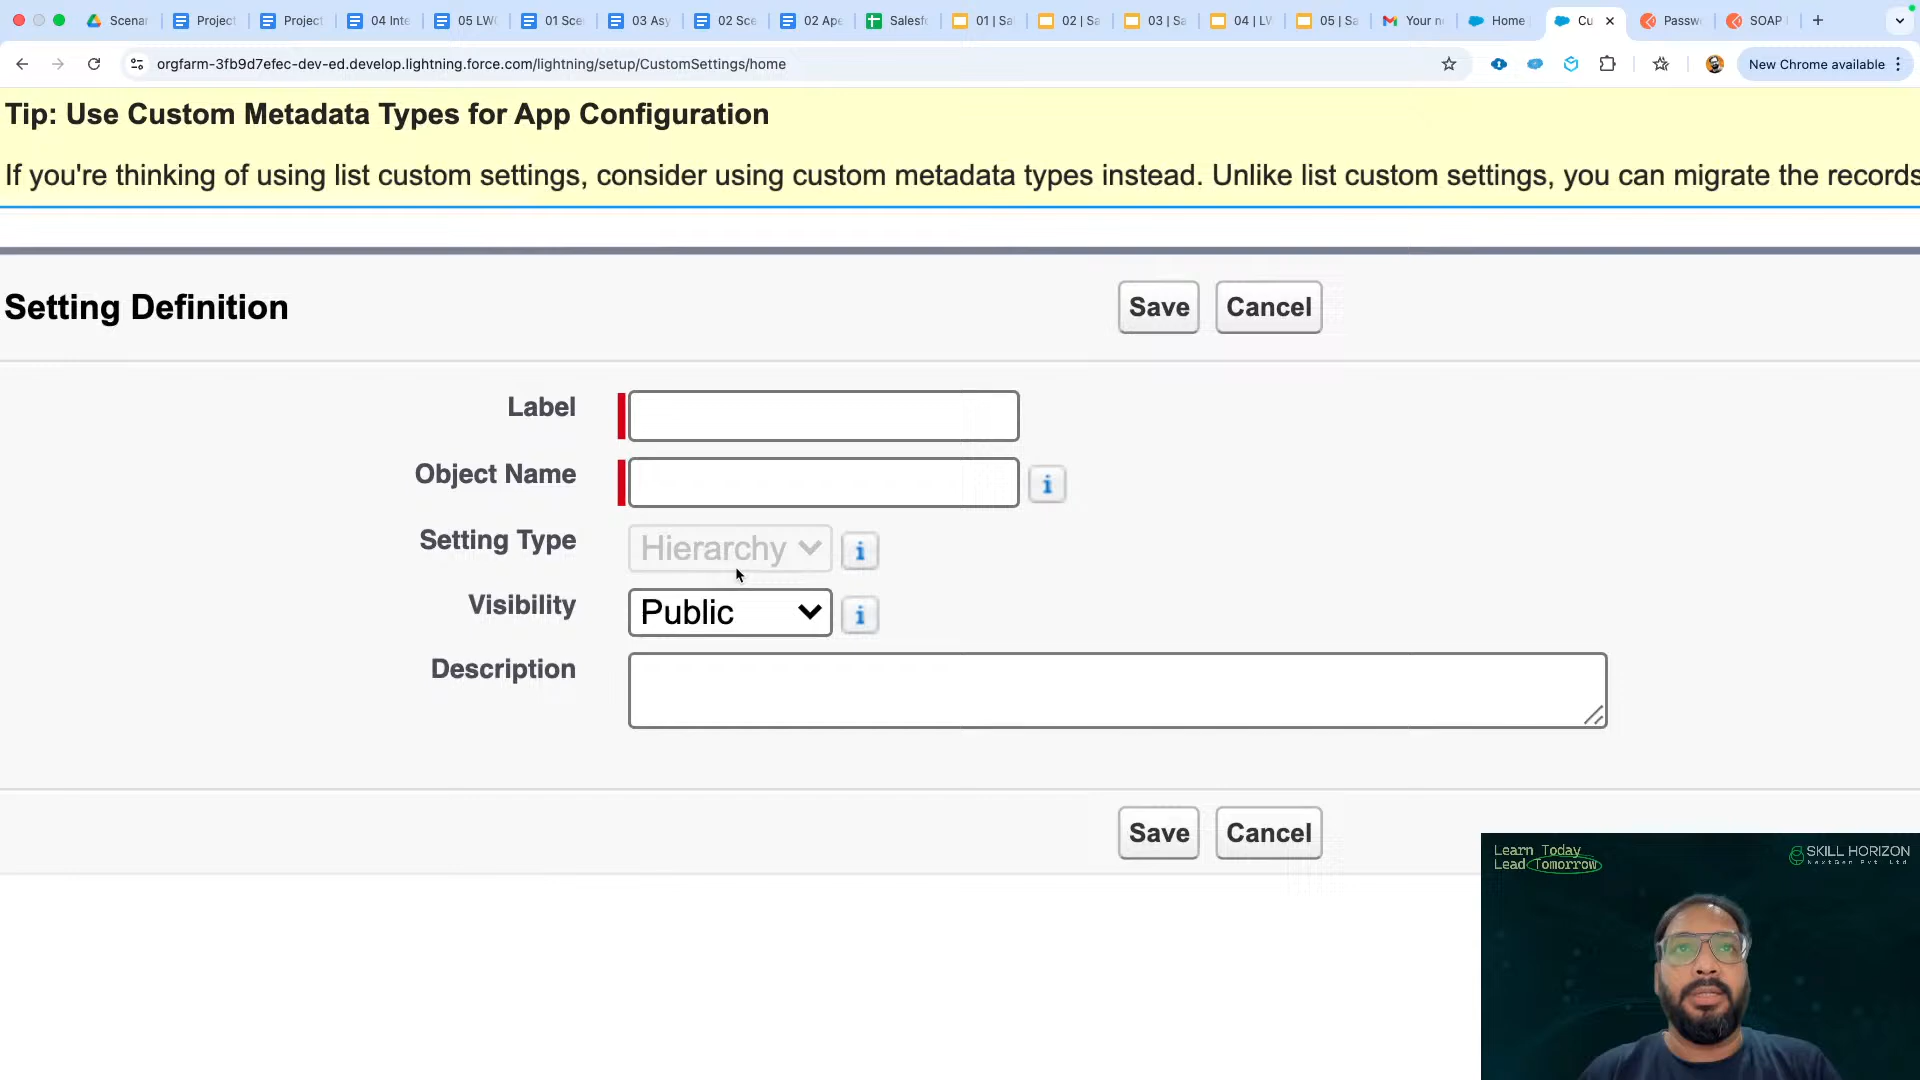 Scenar
Project
Project
04 Inte
05 LWC
01 Sce
03 Asy
02 Sce
02 Ape
Salesfo
01 | Sa
02 | Sa
03 | Sa
04 | LW
05 | Sa
Your n
Home
Cu
Passw
SOAP
orgfarm-3fb9d7efec-dev-ed.develop.lightning.force.com/lightning/setup/CustomSettings/home
New Chrome available
Tip: Use Custom Metadata Types for App Configuration
If you're thinking of using list custom settings, consider using custom metadata types instead. Unlike list custom settings, you can migrate the records
Setting Definition
Save
Cancel
Label
Object Name
Setting Type
Hierarchy
Visibility
Public
Description
Save
Cancel
Learn Today
Lead Tomorrow
SKILL HORIZON
NextGen Pvt. Ltd